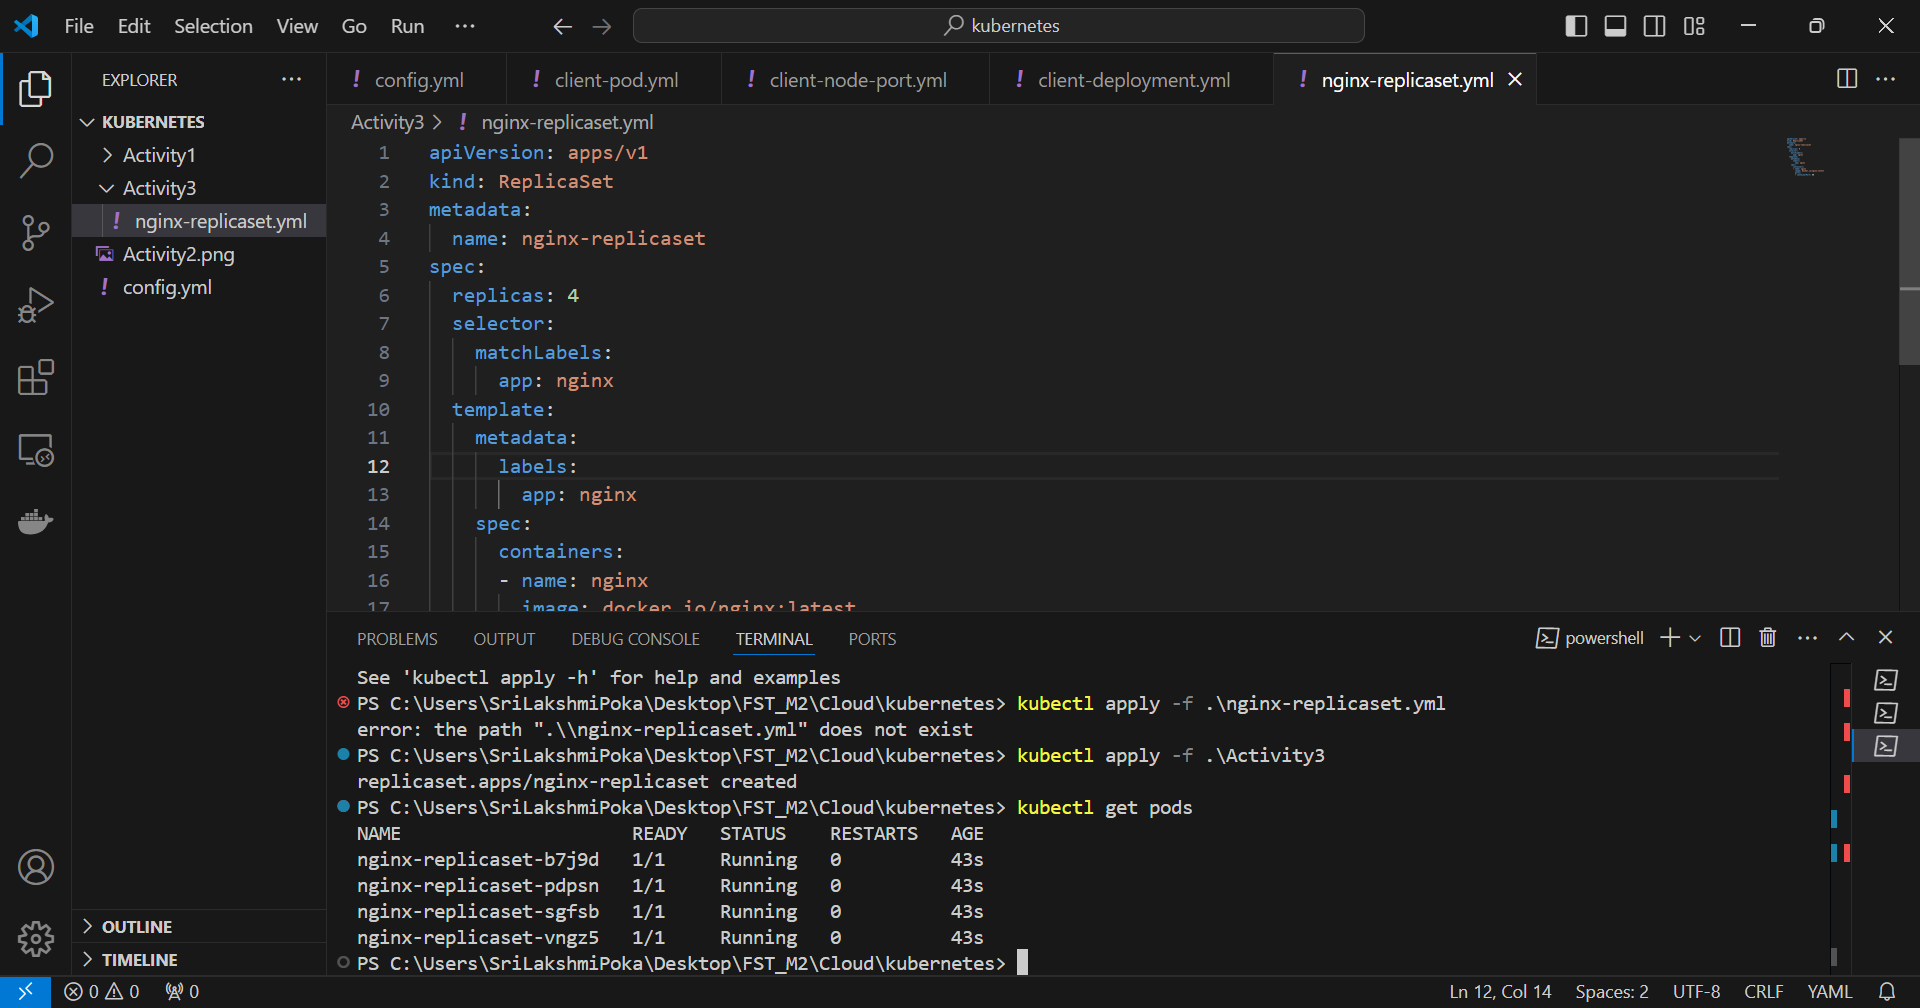 File Edit Selection View Go Run ···
kubernetes
EXPLORER
KUBERNETES
Activity1
Activity3
! nginx-replicaset.yml
Activity2.png
! config.yml
OUTLINE
TIMELINE
! config.yml ! client-pod.yml ! client-node-port.yml ! client-deployment.yml ! nginx-replicaset.yml
Activity3 > ! nginx-replicaset.yml
1 apiVersion: apps/v1
2 kind: ReplicaSet
3 metadata:
4 name: nginx-replicaset
5 spec:
6 replicas: 4
7 selector:
8 matchLabels:
9 app: nginx
10 template:
11 metadata:
12 labels:
13 app: nginx
14 spec:
15 containers:
16 - name: nginx
17 image: docker.io/nginx:latest
PROBLEMS OUTPUT DEBUG CONSOLE TERMINAL PORTS
powershell
See 'kubectl apply -h' for help and examples
PS C:\Users\SriLakshmiPoka\Desktop\FST_M2\Cloud\kubernetes> kubectl apply -f .\nginx-replicaset.yml
error: the path ".\\nginx-replicaset.yml" does not exist
PS C:\Users\SriLakshmiPoka\Desktop\FST_M2\Cloud\kubernetes> kubectl apply -f .\Activity3
replicaset.apps/nginx-replicaset created
PS C:\Users\SriLakshmiPoka\Desktop\FST_M2\Cloud\kubernetes> kubectl get pods
NAME READY STATUS RESTARTS AGE
nginx-replicaset-b7j9d 1/1 Running 0 43s
nginx-replicaset-pdpsn 1/1 Running 0 43s
nginx-replicaset-sgfsb 1/1 Running 0 43s
nginx-replicaset-vngz5 1/1 Running 0 43s
PS C:\Users\SriLakshmiPoka\Desktop\FST_M2\Cloud\kubernetes>
0 0 0
Ln 12, Col 14 Spaces: 2 UTF-8 CRLF YAML